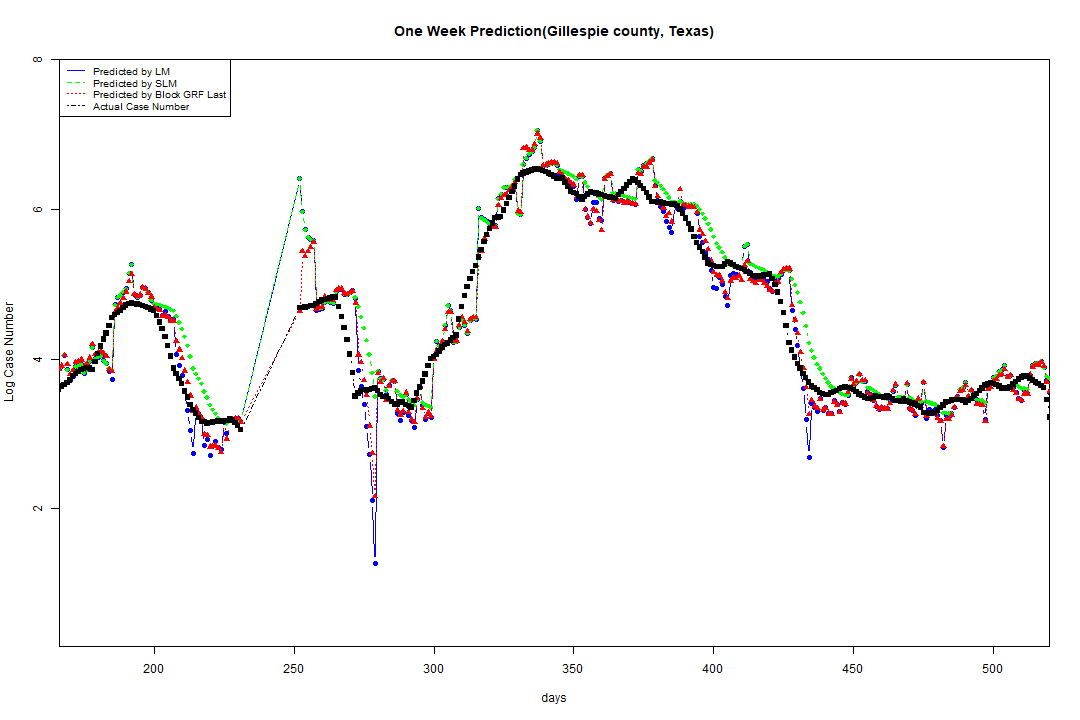 One Week Prediction(Gillespie county, Texas)
Predicted by LM
Predicted by SLM
Predicted by Block GRF Last
Actual Case Number
8
6
4
2
Log Case Number
200 250 300 350 400 450 500
days